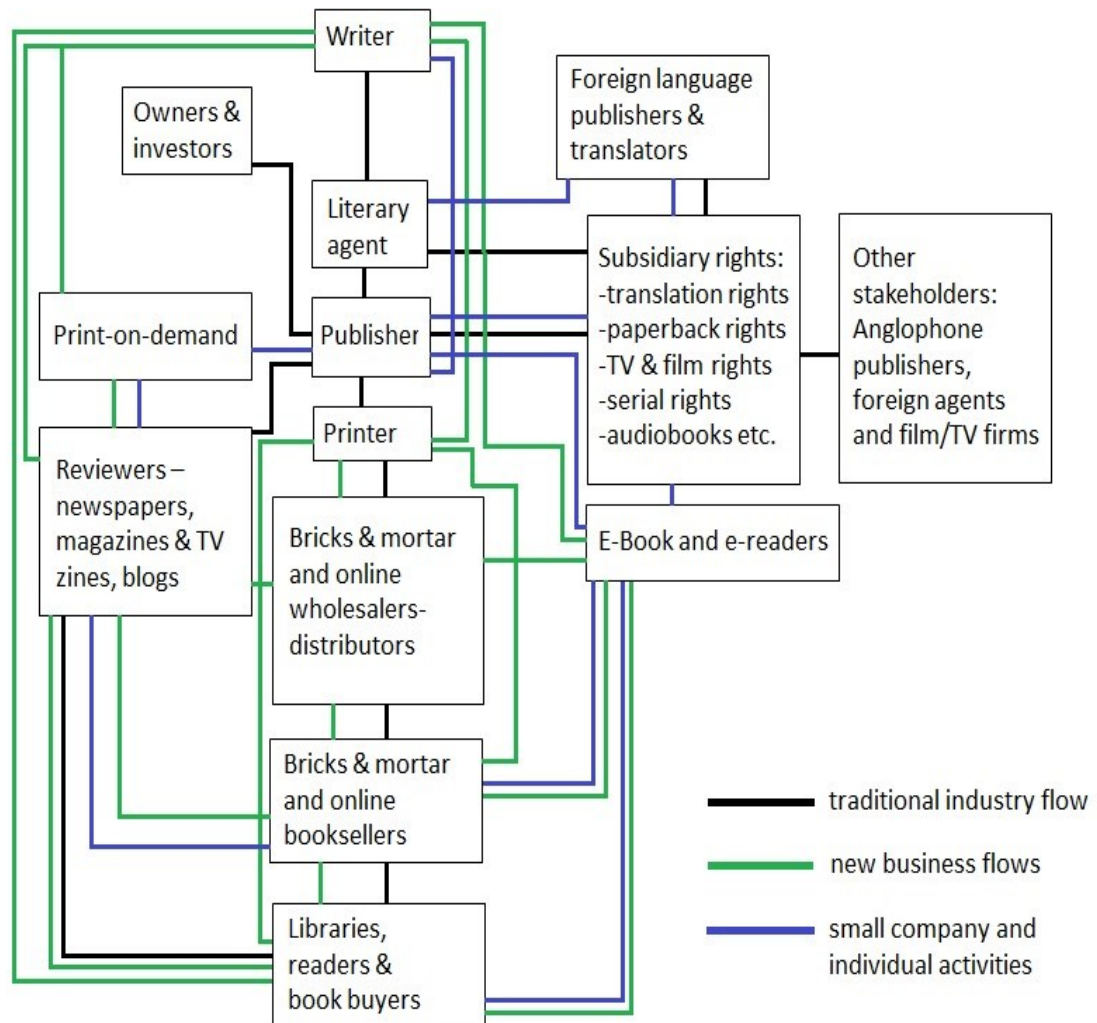 Writer
Foreign language
publishers &
translators
Owners &
investors
Literary
agent
Subsidiary rights:
-translation rights
-paperback rights
-TV & film rights
-serial rights
-audiobooks etc.
Other
stakeholders:
Anglophone
publishers,
foreign agents
and film/TV firms
Print-on-demand
Publisher
Printer
Reviewers –
newspapers,
magazines & TV
zines, blogs
Bricks & mortar
and online
wholesalers-
distributors
E-Book and e-readers
Bricks & mortar
and online
booksellers
Libraries,
readers &
book buyers
traditional industry flow
new business flows
small company and
individual activities